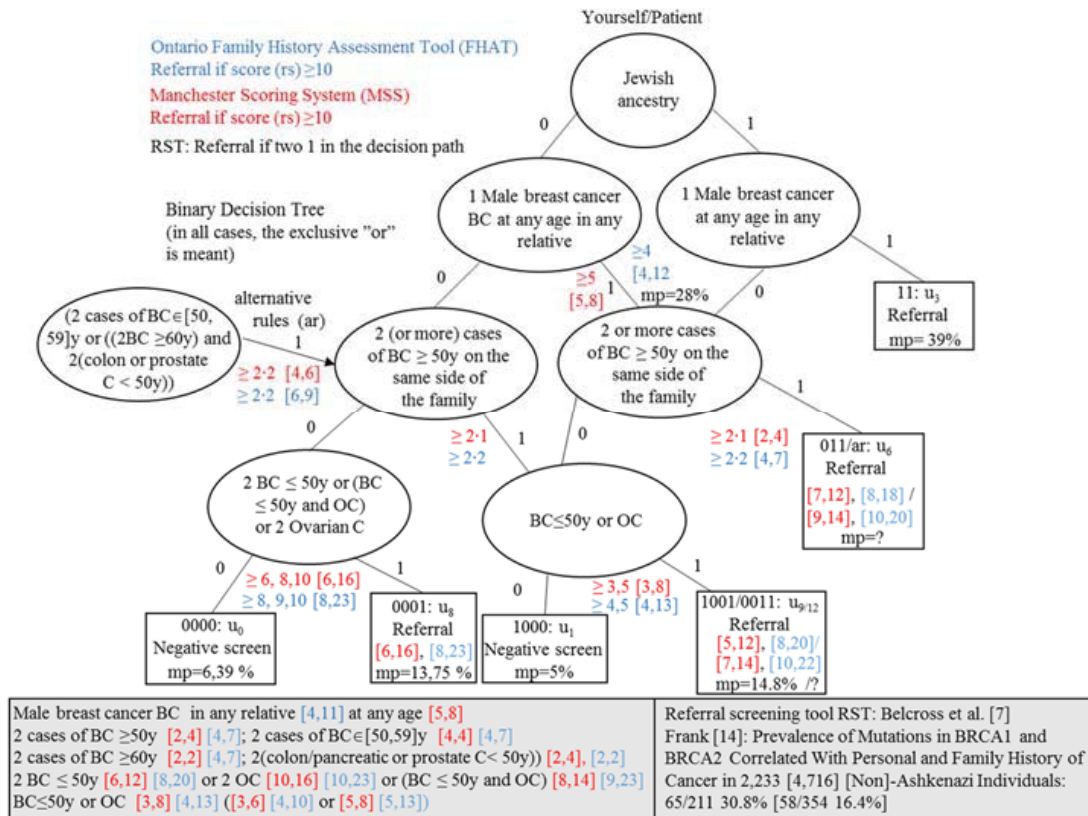 Yourself/Patient
Ontario Family History Assessment Tool (FHAT)
Referral if score (rs) ≥10
Manchester Scoring System (MSS)
Referral if score (rs) ≥10
RST: Referral if two 1 in the decision path
Jewish
ancestry
0
1
Binary Decision Tree
(in all cases, the exclusive ”or”
is meant)
1 Male breast cancer
BC at any age in any
relative
1 Male breast cancer
at any age in any
relative
0
≥5
[5,8]
1
≥4
[4,12
mp=28%
0
1
11: u3
Referral
mp= 39%
(2 cases of BC∈[50,
59]y or ((2BC ≥60y) and
2(colon or prostate
C < 50y))
alternative
rules (ar)
1
≥ 2·2 [4,6]
≥ 2·2 [6,9]
2 (or more) cases
of BC ≥ 50y on the
same side of
the family
2 or more cases
of BC ≥ 50y on the
same side of
the family
0
≥ 2·1
≥ 2·2
1
0
≥ 2·1 [2,4]
≥ 2·2 [4,7]
1
011/ar: u6
Referral
[7,12], [8,18] /
[9,14], [10,20]
mp=?
2 BC ≤ 50y or (BC
≤ 50y and OC)
or 2 Ovarian C
BC≤50y or OC
0
≥ 6, 8,10 [6,16]
≥ 8, 9,10 [8,23]
1
0
≥ 3,5 [3,8]
≥ 4,5 [4,13]
1
0000: u0
Negative screen
mp=6,39 %
0001: u8
Referral
[6,16], [8,23]
mp=13,75 %
1000: u1
Negative screen
mp=5%
1001/0011: u9/12
Referral
[5,12], [8,20]/
[7,14], [10,22]
mp=14.8% /?
Male breast cancer BC in any relative [4,11] at any age [5,8]
2 cases of BC ≥50y [2,4] [4,7]; 2 cases of BC∈[50,59]y [4,4] [4,7]
2 cases of BC ≥60y [2,2] [4,7]; 2(colon/pancreatic or prostate C< 50y)) [2,4], [2,2]
2 BC ≤ 50y [6,12] [8,20] or 2 OC [10,16] [10,23] or (BC ≤ 50y and OC) [8,14] [9,23]
BC≤50y or OC [3,8] [4,13] ([3,6] [4,10] or [5,8] [5,13])
Referral screening tool RST: Belcross et al. [7]
Frank [14]: Prevalence of Mutations in BRCA1 and
BRCA2 Correlated With Personal and Family History of
Cancer in 2,233 [4,716] [Non]-Ashkenazi Individuals:
65/211 30.8% [58/354 16.4%]